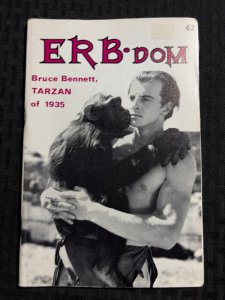 62
ERB·DOM
Bruce Bennett,
TARZAN
of 1935